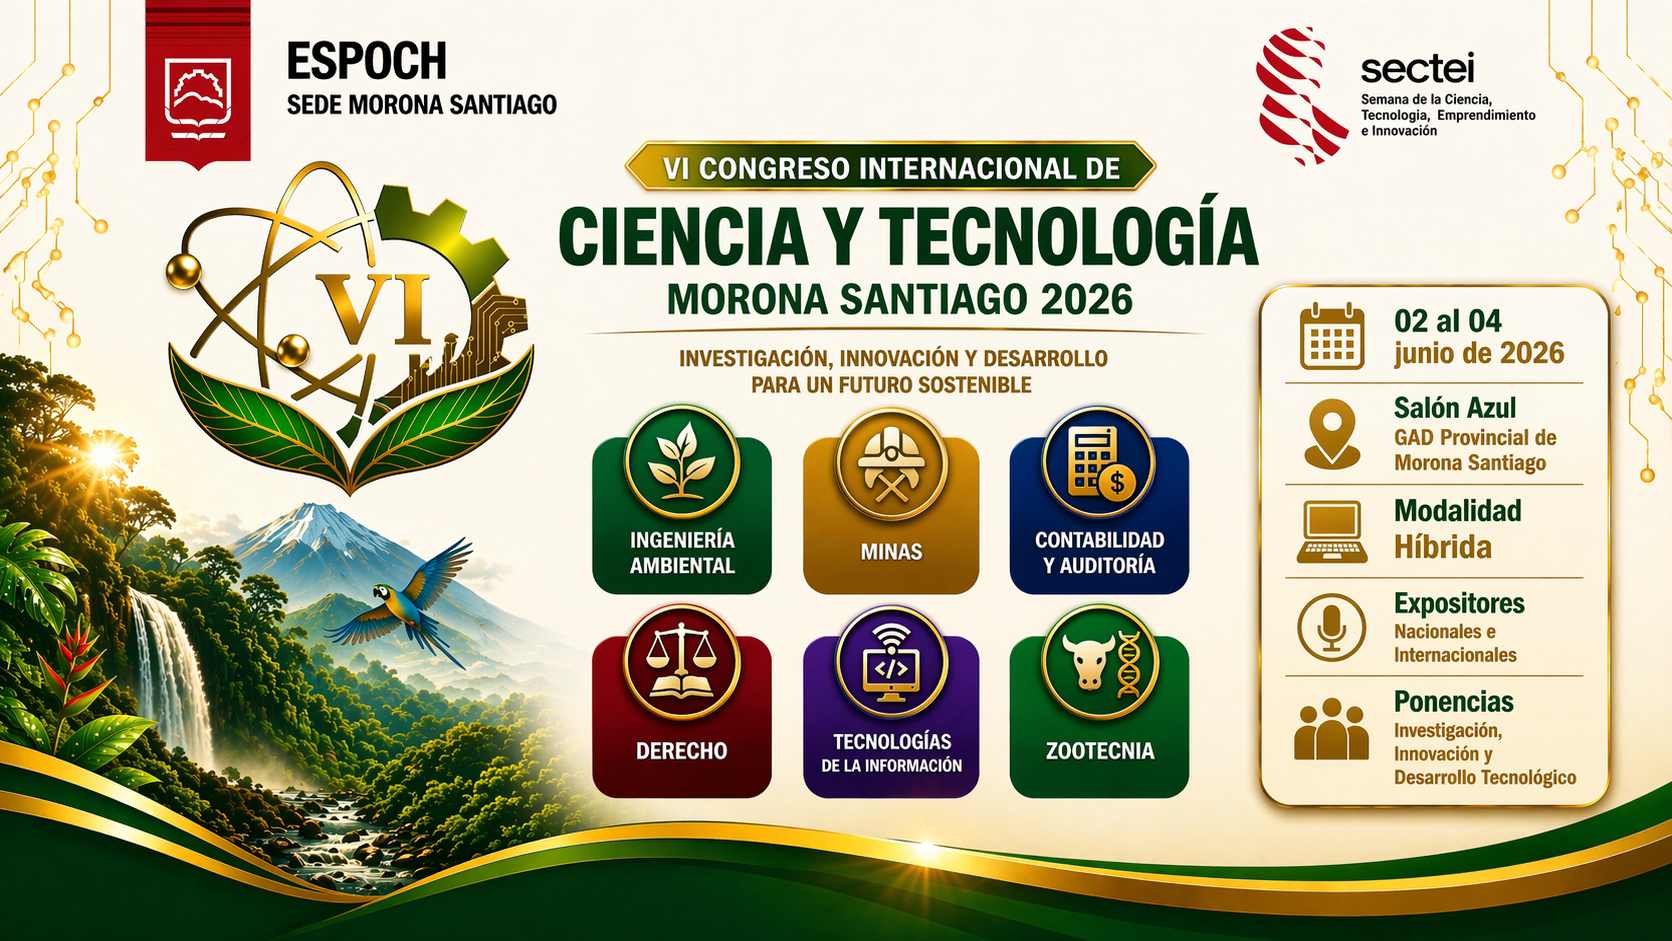 ESPOCH
SEDE MORONA SANTIAGO
sectei
Semana de la Ciencia,
Tecnologia, Emprendimiento
e Innovación
VI
VI CONGRESO INTERNACIONAL DE
CIENCIA Y TECNOLOGÍA
MORONA SANTIAGO 2026
INVESTIGACIÓN, INNOVACIÓN Y DESARROLLO
PARA UN FUTURO SOSTENIBLE
INGENIERÍA
AMBIENTAL
MINAS
$
CONTABILIDAD
Y AUDITORÍA
DERECHO
</>
TECNOLOGÍAS
DE LA INFORMACIÓN
ZOOTECNIA
02 al 04
junio de 2026
Salón Azul
GAD Provincial de
Morona Santiago
Modalidad
Híbrida
Expositores
Nacionales e
Internacionales
Ponencias
Investigación,
Innovación y
Desarrollo Tecnológico